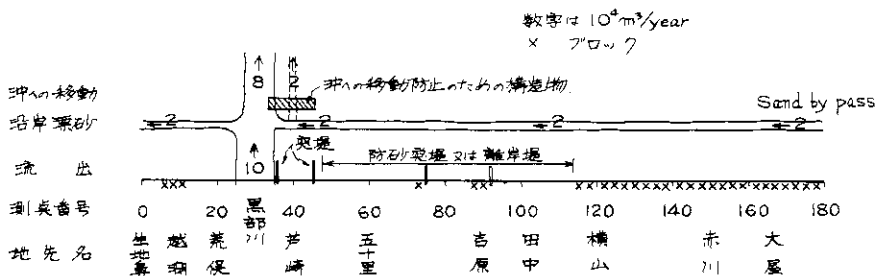 数字は 10⁴m³/year
× ブロック
↑ 8
↑ 2
沖への移動防止のための構造物
沖への移動
沿岸漂砂
←2
←2
←2
←2
Sand by pass
突堤
防砂突堤又は離岸堤
流出
↑ 10
測点番号
0 20 黒部川 40 60 80 100 120 140 160 180
地先名
生地鼻 越湖 荒俣 芦崎 五十里 吉原 田中 横山 赤川 大屋